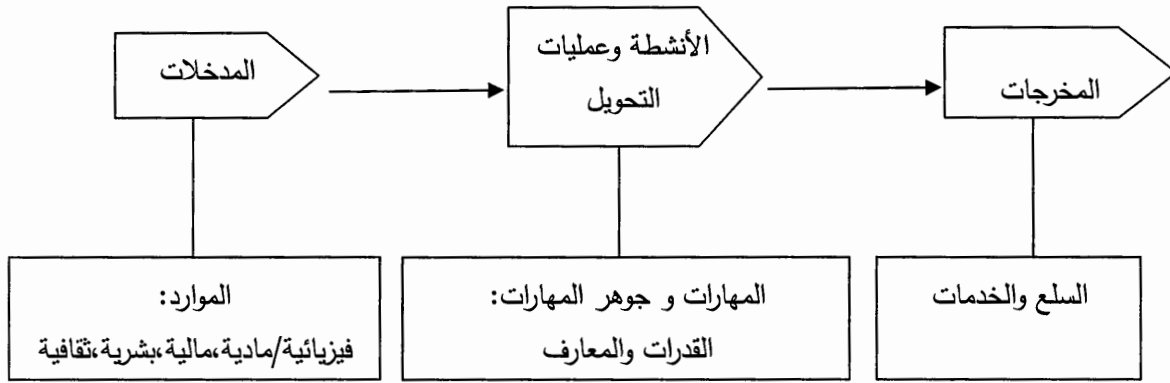 المدخلات
الأنشطة وعمليات
التحويل
المخرجات
الموارد:
فيزيائية/مادية،مالية،بشرية،ثقافية
المهارات و جوهر المهارات:
القدرات والمعارف
السلع والخدمات